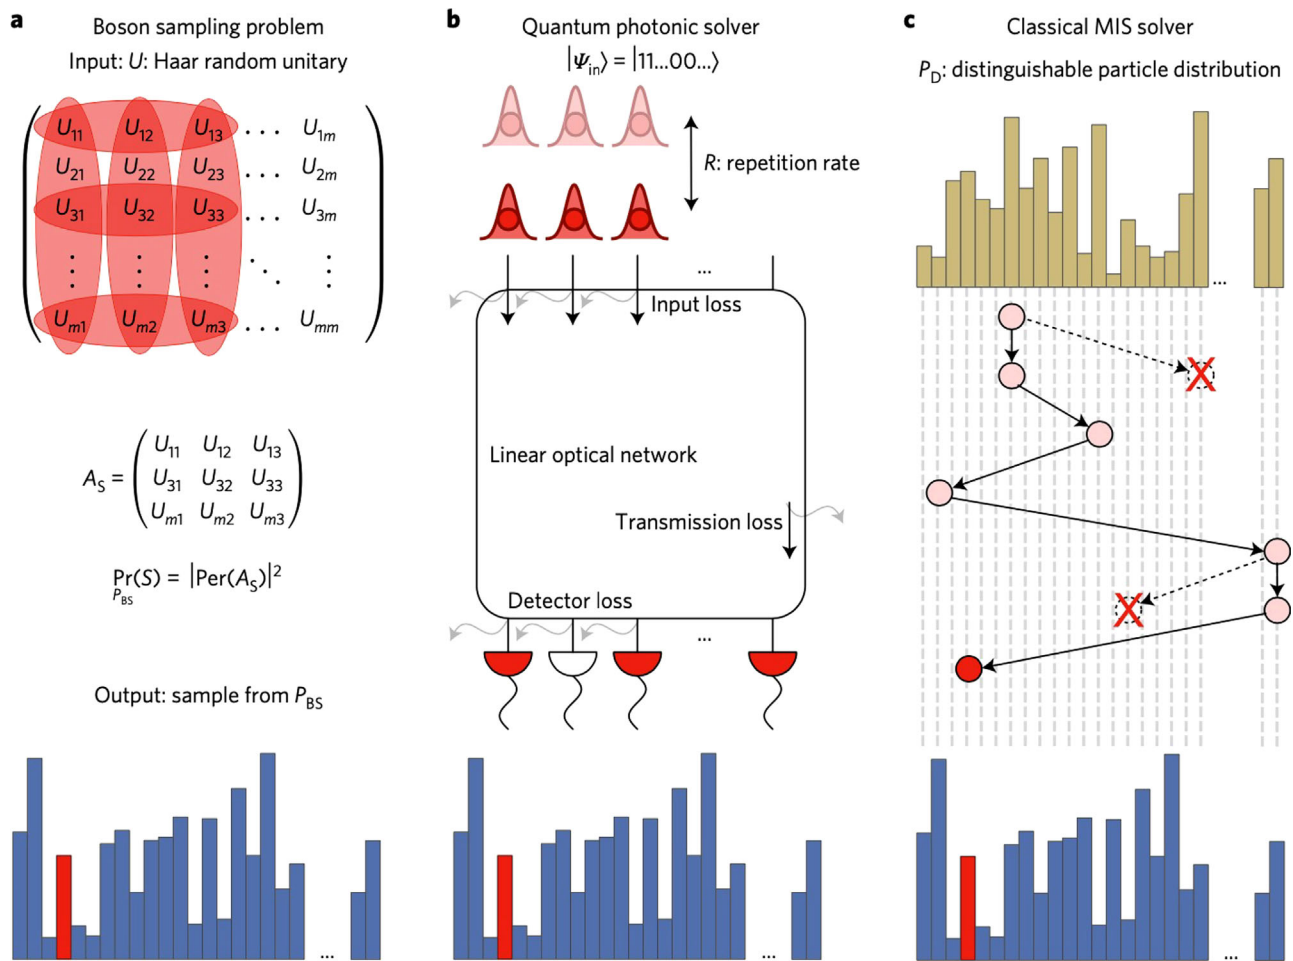 a
Boson sampling problem
Input: U: Haar random unitary
U11 U12 U13 ... U1m
U21 U22 U23 ... U2m
U31 U32 U33 ... U3m
⋮ ⋮ ⋮ ⋱ ⋮
Um1 Um2 Um3 ... Umm
AS = ( U11 U12 U13
U31 U32 U33
Um1 Um2 Um3 )
Pr(S) = |Per(AS)|²
PBS
Output: sample from PBS
...
b
Quantum photonic solver
|Ψin⟩ = |11...00...⟩
R: repetition rate
...
Input loss
Linear optical network
Transmission loss
Detector loss
...
...
c
Classical MIS solver
PD: distinguishable particle distribution
...
...